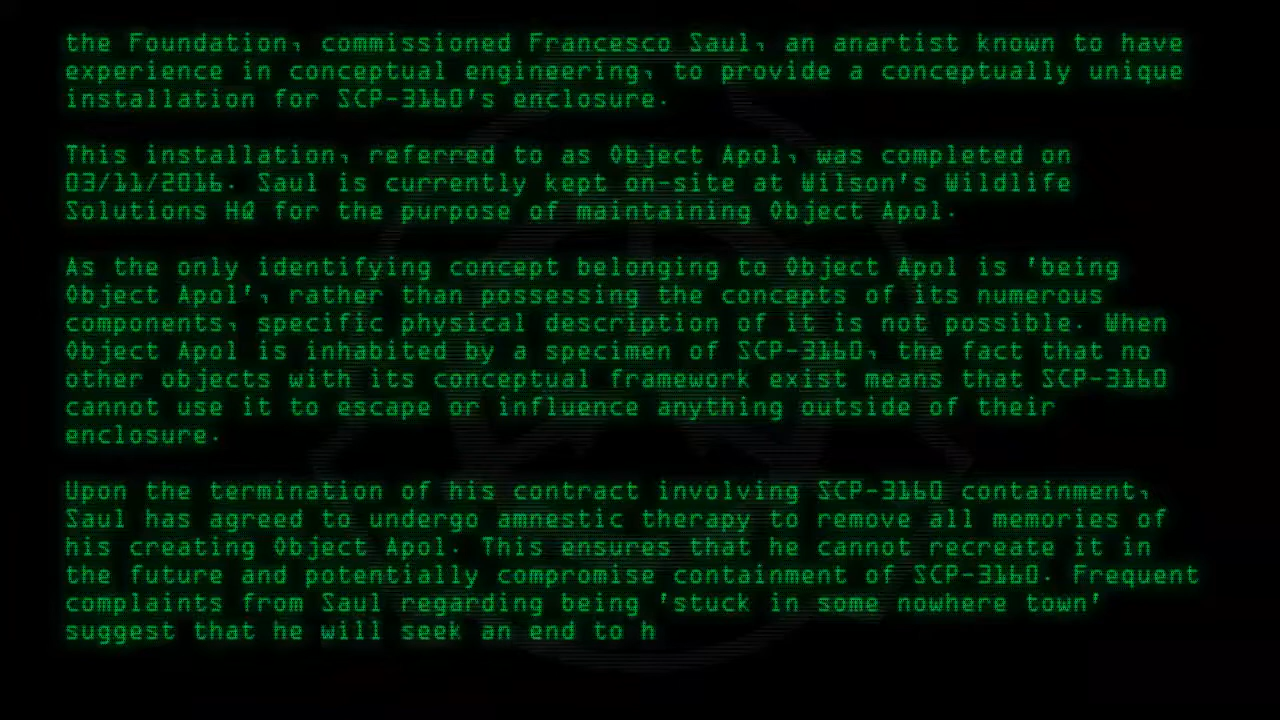 the Foundation, commissioned Francesco Saul, an anartist known to have
experience in conceptual engineering, to provide a conceptually unique
installation for SCP-3160's enclosure.
This installation, referred to as Object Apol, was completed on
03/11/2016. Saul is currently kept on-site at Wilson's Wildlife
Solutions HQ for the purpose of maintaining Object Apol.
As the only identifying concept belonging to Object Apol is 'being
Object Apol', rather than possessing the concepts of its numerous
components, specific physical description of it is not possible. When
Object Apol is inhabited by a specimen of SCP-3160, the fact that no
other objects with its conceptual framework exist means that SCP-3160
cannot use it to escape or influence anything outside of their
enclosure.
Upon the termination of his contract involving SCP-3160 containment,
Saul has agreed to undergo amnestic therapy to remove all memories of
his creating Object Apol. This ensures that he cannot recreate it in
the future and potentially compromise containment of SCP-3160. Frequent
complaints from Saul regarding being 'stuck in some nowhere town'
suggest that he will seek an end to h